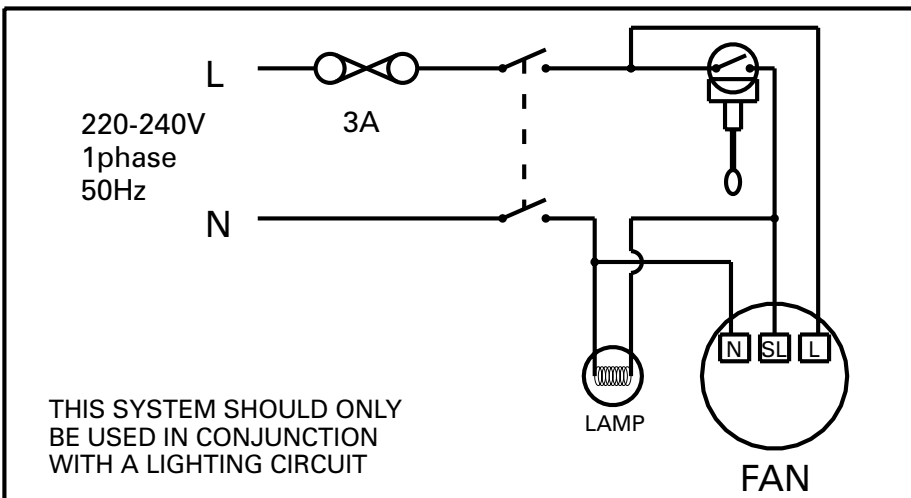 L
3A
220-240V
1phase
50Hz
N
N SL L
LAMP
FAN
THIS SYSTEM SHOULD ONLY
BE USED IN CONJUNCTION
WITH A LIGHTING CIRCUIT